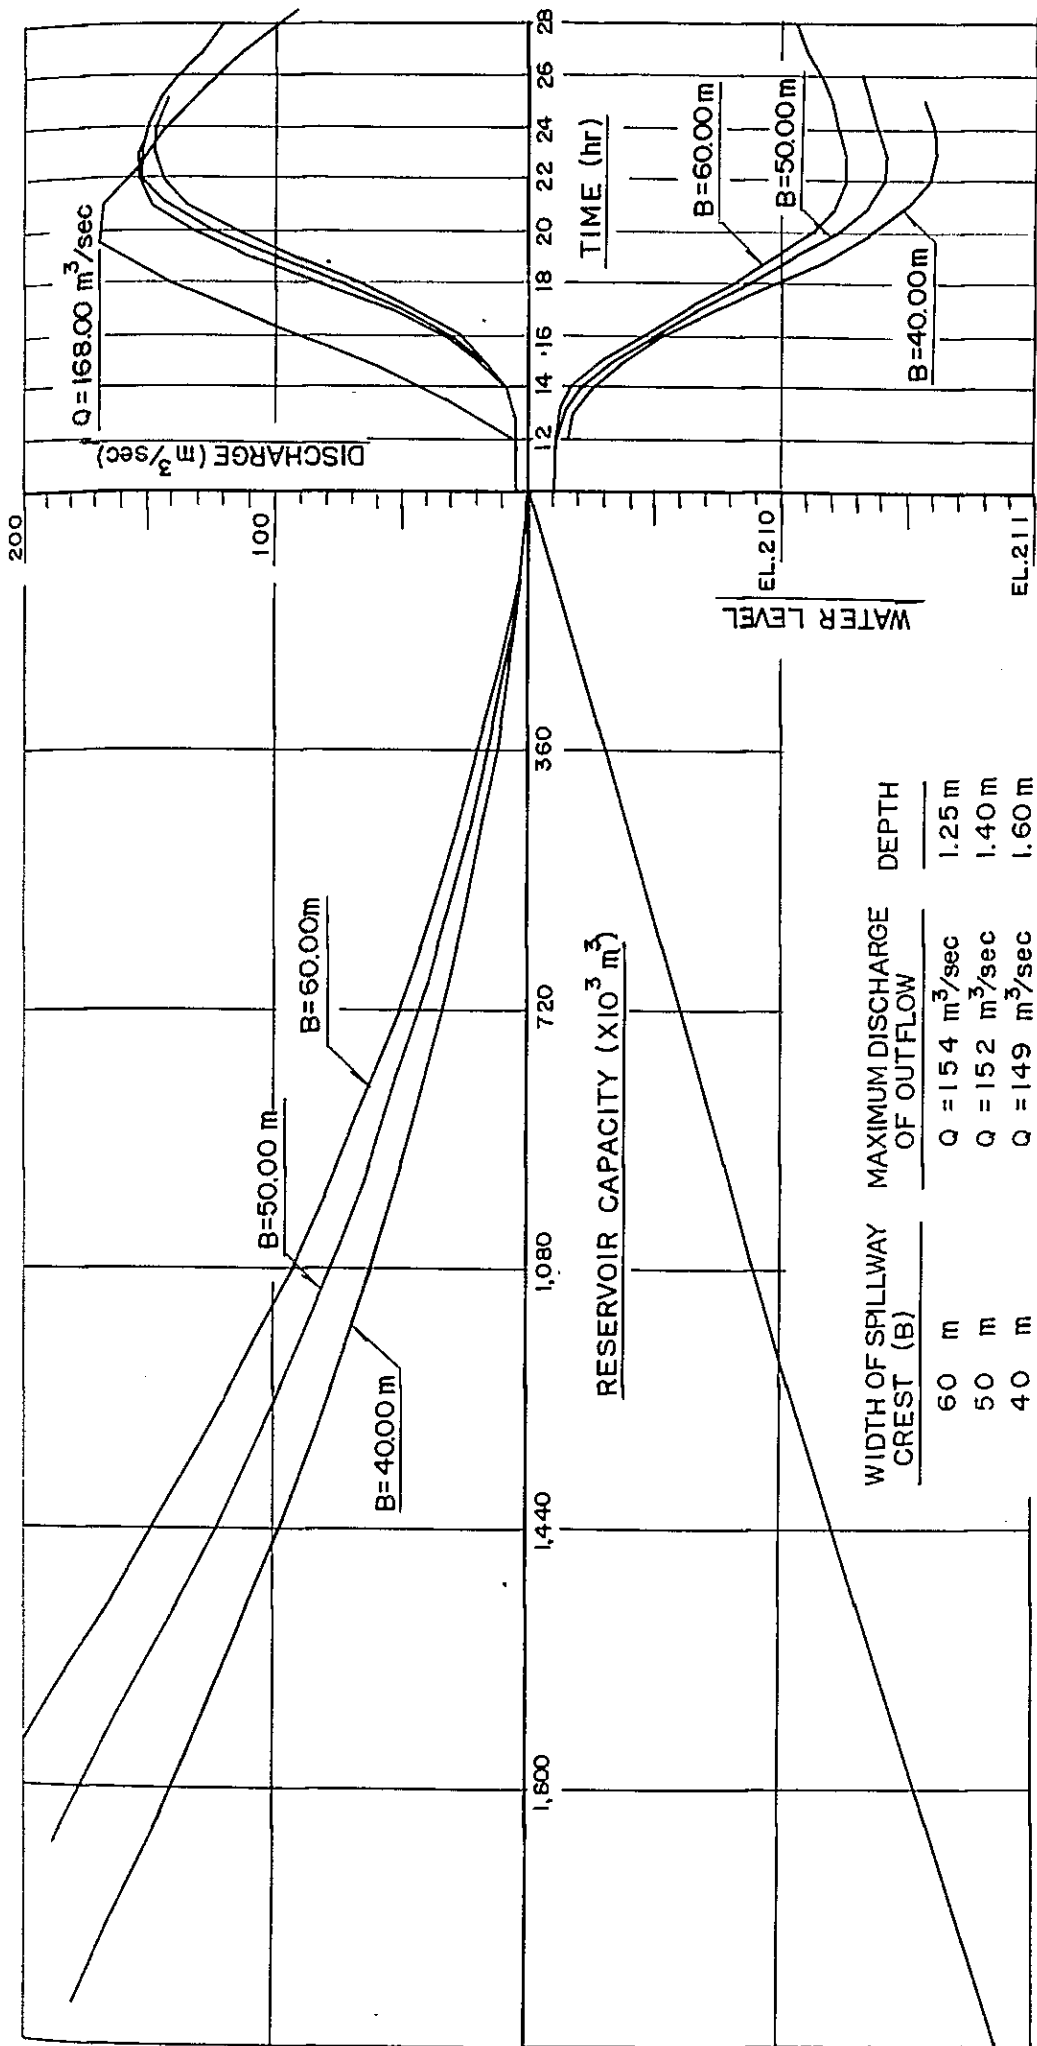 200
100
DISCHARGE (m³/sec)
Q = 168.00 m³/sec
B=60.00m
B=50.00 m
B=40.00 m
1,800
1,440
1,080
720
360
12
14
16
18
20
22
24
26
28
RESERVOIR CAPACITY (X10³ m³)
TIME (hr)
WATER LEVEL
EL.210
EL.211
B=60.00m
B=50.00m
B=40.00m
WIDTH OF SPILLWAY CREST (B) MAXIMUM DISCHARGE OF OUTFLOW DEPTH
60 m Q = 154 m³/sec 1.25 m
50 m Q = 152 m³/sec 1.40 m
40 m Q = 149 m³/sec 1.60 m